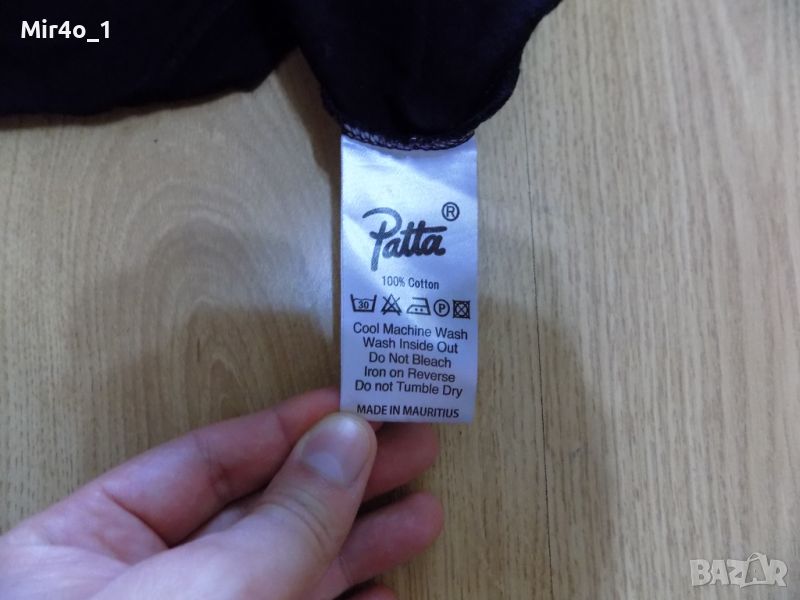 Mir4o_1
Patta ®
100% Cotton
30 P
Cool Machine Wash
Wash Inside Out
Do Not Bleach
Iron on Reverse
Do not Tumble Dry
MADE IN MAURITIUS
BAZAR